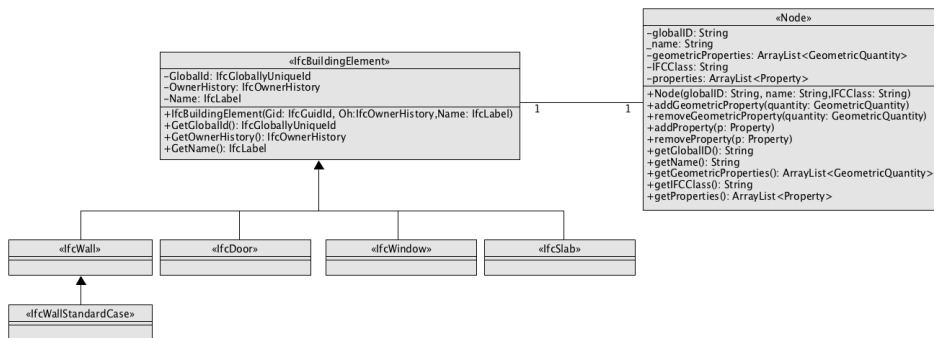 «Node»
-globalID: String
_name: String
-geometricProperties: ArrayList<GeometricQuantity>
-IFCClass: String
-properties: ArrayList<Property>
+Node(globalID: String, name: String,IFCClass: String)
+addGeometricProperty(quantity: GeometricQuantity)
+removeGeometricProperty(quantity: GeometricQuantity)
+addProperty(p: Property)
+removeProperty(p: Property)
+getGlobalID(): String
+getName(): String
+getGeometricProperties(): ArrayList<GeometricQuantity>
+getIFCClass(): String
+getProperties(): ArrayList<Property>
«IfcBuildingElement»
-GlobalId: IfcGloballyUniqueId
-OwnerHistory: IfcOwnerHistory
-Name: IfcLabel
+IfcBuildingElement(Gid: IfcGuidId, Oh:IfcOwnerHistory,Name: IfcLabel)
+GetGlobalId(): IfcGloballyUniqueId
+GetOwnerHistory(): IfcOwnerHistory
+GetName(): IfcLabel
1 1
«IfcWall» «IfcDoor» «IfcWindow» «IfcSlab»
«IfcWallStandardCase»